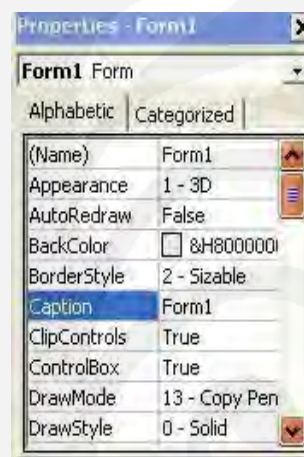 Properties - Form1
Form1 Form
Alphabetic Categorized
(Name) Form1
Appearance 1 - 3D
AutoRedraw False
BackColor &H800000
BorderStyle 2 - Sizable
Caption Form1
ClipControls True
ControlBox True
DrawMode 13 - Copy Pen
DrawStyle 0 - Solid